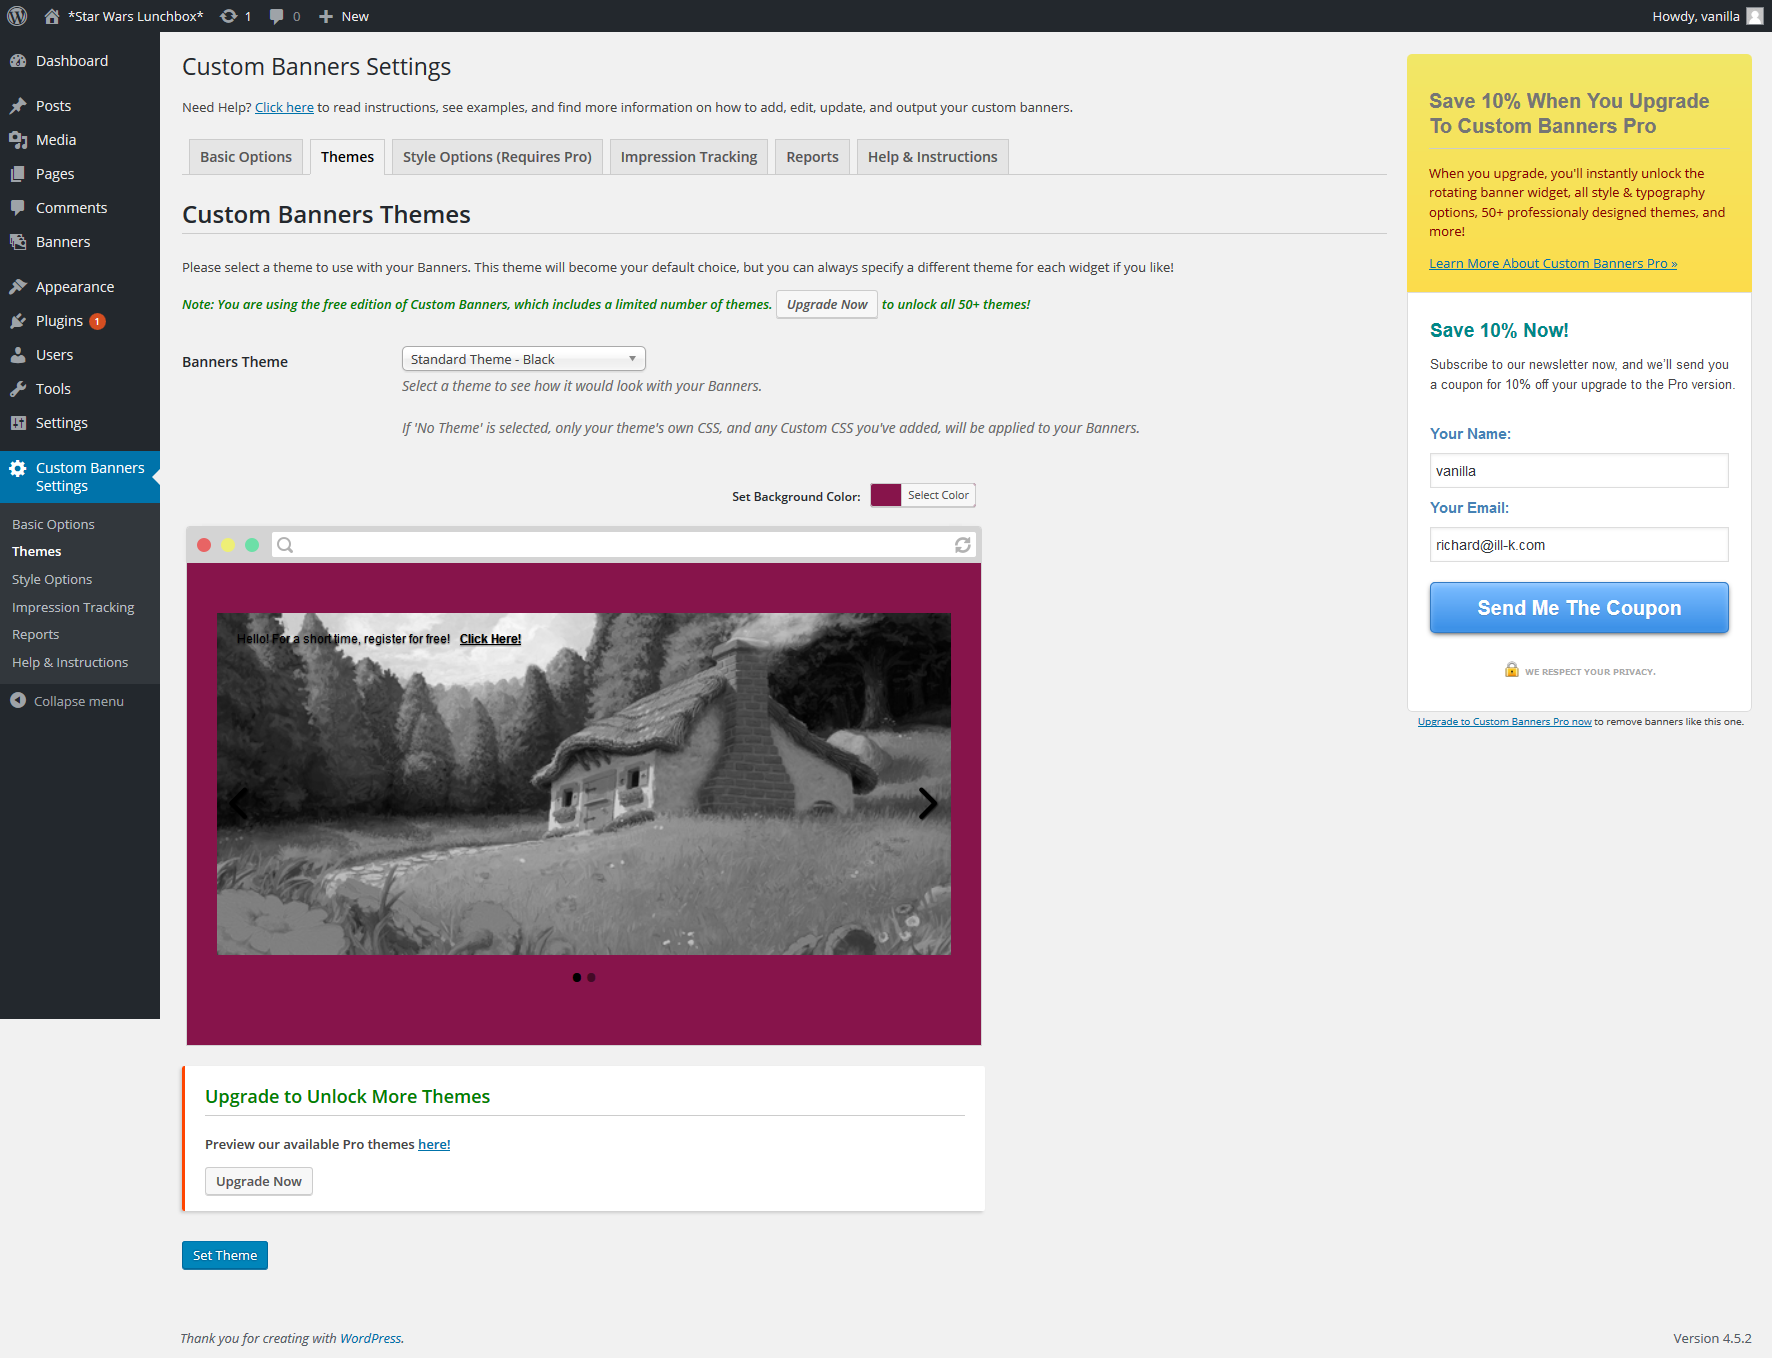 *Star Wars Lunchbox* 1 0 New Howdy, vanilla
Dashboard
Posts
Media
Pages
Comments
Banners
Appearance
Plugins 1
Users
Tools
Settings
Custom Banners
Settings
Basic Options
Themes
Style Options
Impression Tracking
Reports
Help & Instructions
Collapse menu
Custom Banners Settings
Need Help? Click here to read instructions, see examples, and find more information on how to add, edit, update, and output your custom banners.
Basic Options Themes Style Options (Requires Pro) Impression Tracking Reports Help & Instructions
Custom Banners Themes
Please select a theme to use with your Banners. This theme will become your default choice, but you can always specify a different theme for each widget if you like!
Note: You are using the free edition of Custom Banners, which includes a limited number of themes. Upgrade Now to unlock all 50+ themes!
Banners Theme Standard Theme - Black
Select a theme to see how it would look with your Banners.
If 'No Theme' is selected, only your theme's own CSS, and any Custom CSS you've added, will be applied to your Banners.
Set Background Color: Select Color
Hello! For a short time, register for free! Click Here!
Upgrade to Unlock More Themes
Preview our available Pro themes here!
Upgrade Now
Set Theme
Save 10% When You Upgrade
To Custom Banners Pro
When you upgrade, you'll instantly unlock the
rotating banner widget, all style & typography
options, 50+ professionaly designed themes, and
more!
Learn More About Custom Banners Pro »
Save 10% Now!
Subscribe to our newsletter now, and we'll send you
a coupon for 10% off your upgrade to the Pro version.
Your Name:
vanilla
Your Email:
richard@ill-k.com
Send Me The Coupon
WE RESPECT YOUR PRIVACY.
Upgrade to Custom Banners Pro now to remove banners like this one.
Thank you for creating with WordPress. Version 4.5.2